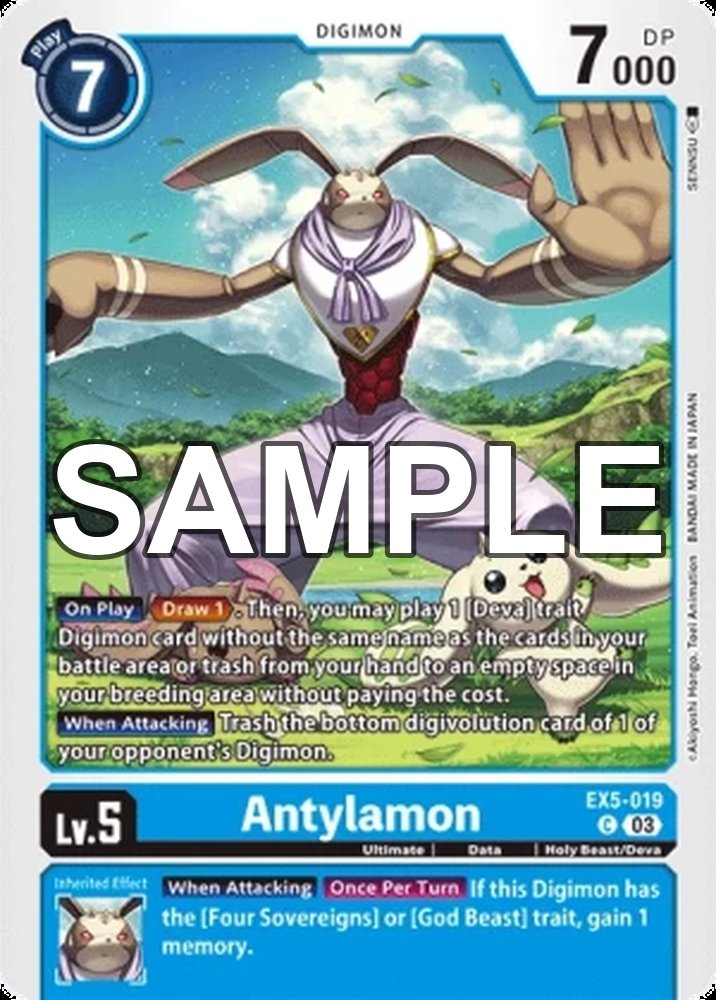 Play
7
DIGIMON
7000
DP
SENNSU
BANDAI MADE IN JAPAN
©Akiyoshi Hongo, Toei Animation
SAMPLE
On Play Draw 1. Then, you may play 1 [Deva] trait
Digimon card without the same name as the cards in your
battle area or trash from your hand to an empty space in
your breeding area without paying the cost.
When Attacking Trash the bottom digivolution card of 1 of
your opponent's Digimon.
Lv.5
Antylamon
EX5-019
C 03
Ultimate | Data | Holy Beast/Deva
Inherited Effect
When Attacking Once Per Turn If this Digimon has
the [Four Sovereigns] or [God Beast] trait, gain 1
memory.